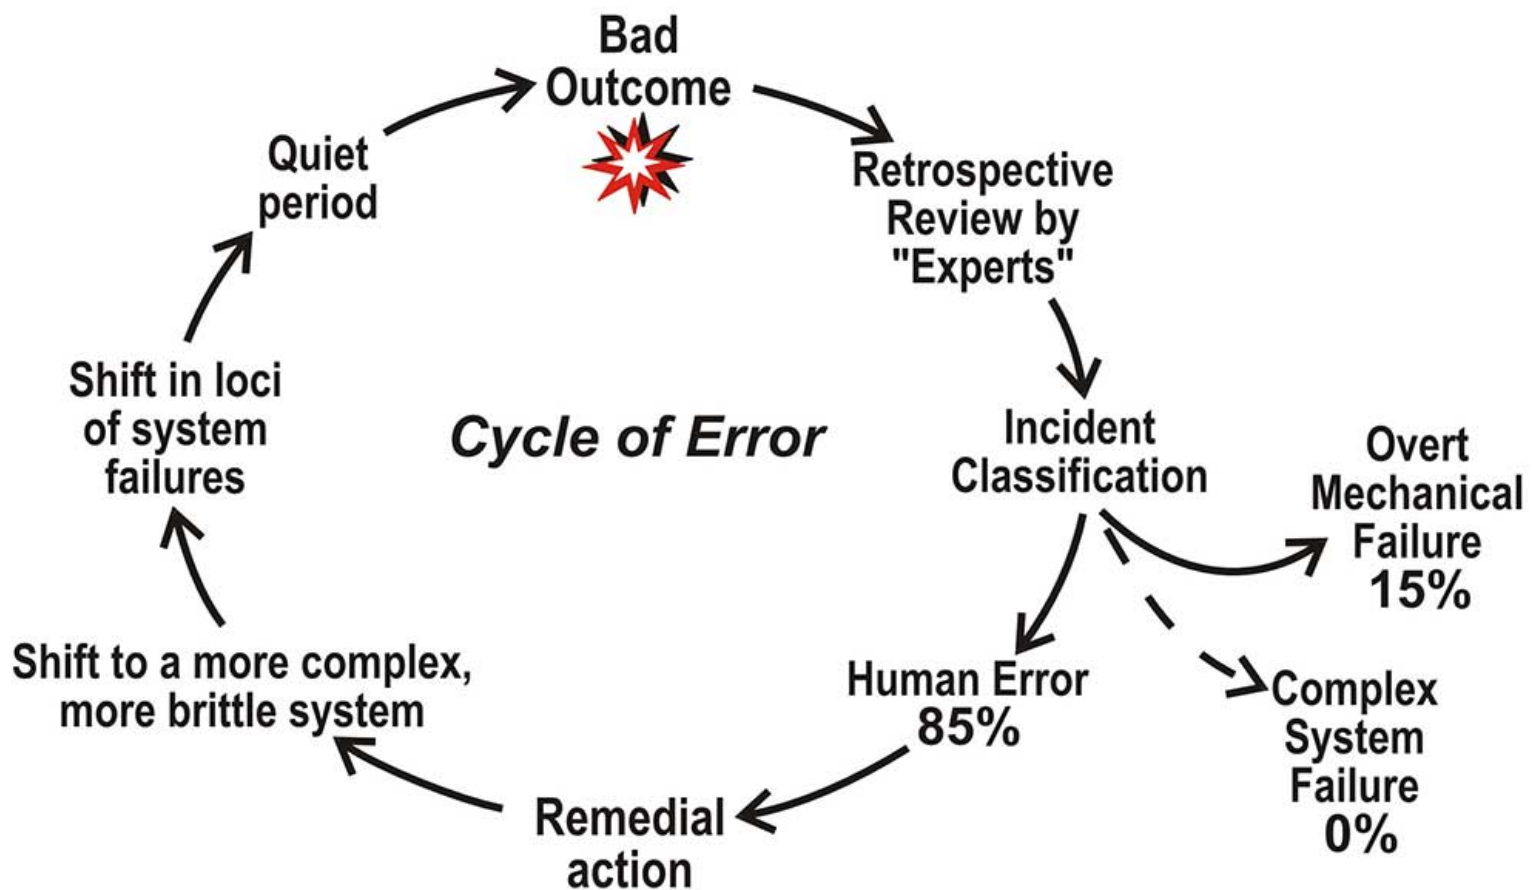 Bad
Outcome
Retrospective
Review by
"Experts"
Incident
Classification
Overt
Mechanical
Failure
15%
Complex
System
Failure
0%
Human Error
85%
Remedial
action
Shift to a more complex,
more brittle system
Shift in loci
of system
failures
Quiet
period
Cycle of Error